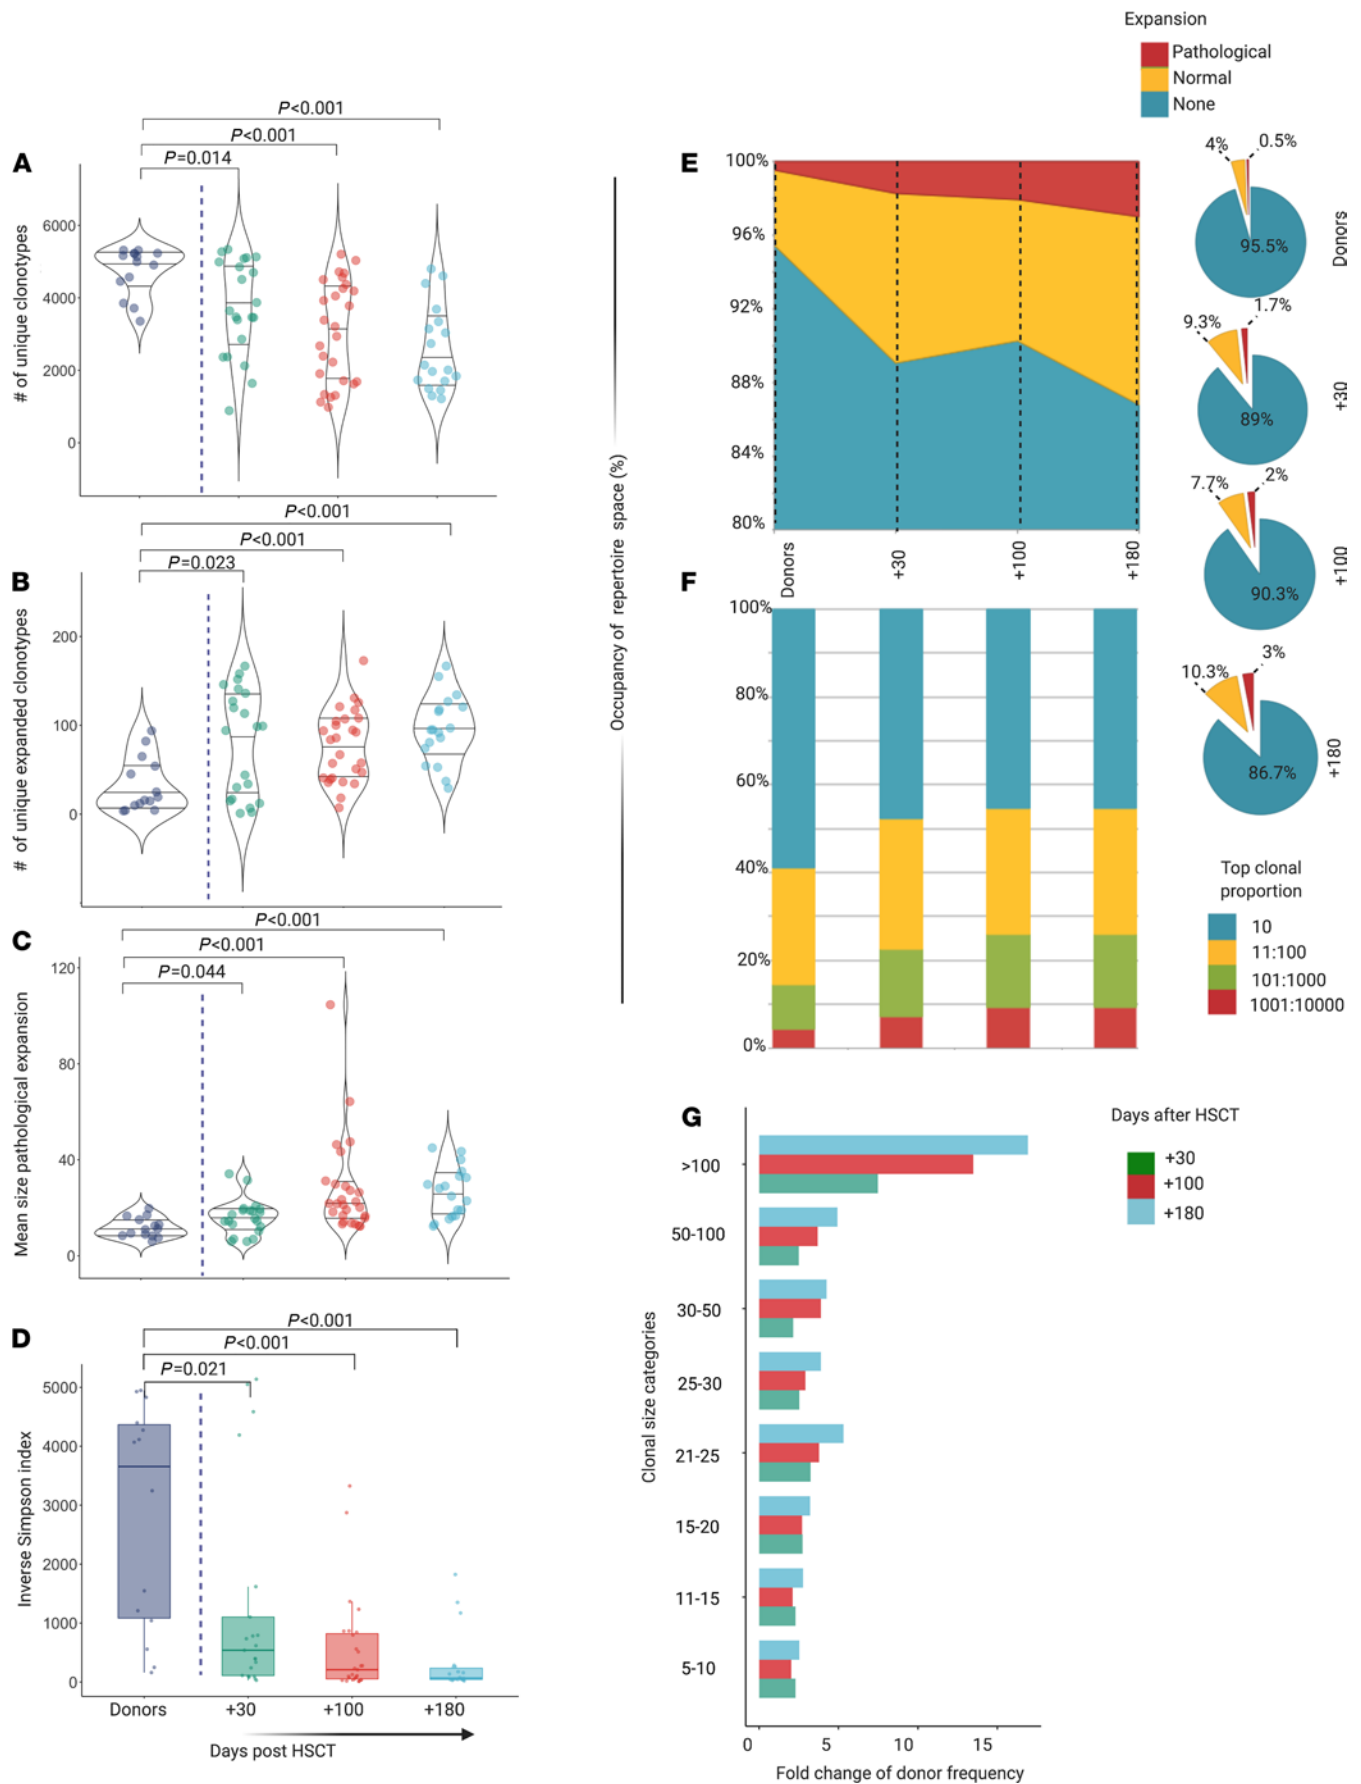 Expansion
Pathological
Normal
None
A
P<0.001
P<0.001
P=0.014
# of unique clonotypes
6000
4000
2000
0
B
P<0.001
P<0.001
P=0.023
# of unique expanded clonotypes
200
100
0
C
P<0.001
P<0.001
P=0.044
Mean size pathological expansion
120
80
40
0
D
P<0.001
P<0.001
P=0.021
Inverse Simpson index
5000
4000
3000
2000
1000
0
Donors +30 +100 +180
Days post HSCT
Occupancy of repertoire space (%)
E
100%
96%
92%
88%
84%
80%
Donors +30 +100 +180
4% 0.5%
95.5%
Donors
9.3% 1.7%
89%
+30
7.7% 2%
90.3%
+100
10.3% 3%
86.7%
+180
F
100%
80%
60%
40%
20%
0%
Top clonal
proportion
10
11:100
101:1000
1001:10000
G
Days after HSCT
+30
+100
+180
Clonal size categories
>100
50-100
30-50
25-30
21-25
15-20
11-15
5-10
0 5 10 15
Fold change of donor frequency